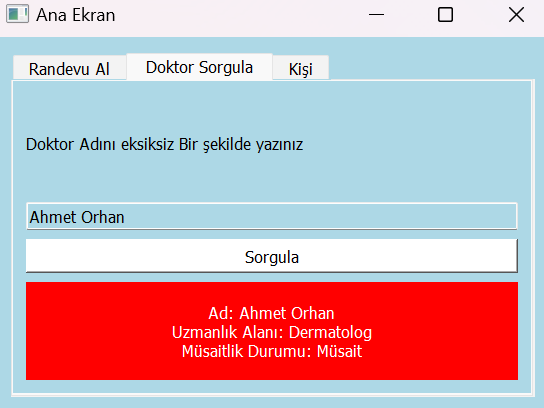 Ana Ekran
Randevu Al
Doktor Sorgula
Kişi
Doktor Adını eksiksiz Bir şekilde yazınız
Ahmet Orhan
Sorgula
Ad: Ahmet Orhan
Uzmanlık Alanı: Dermatolog
Müsaitlik Durumu: Müsait